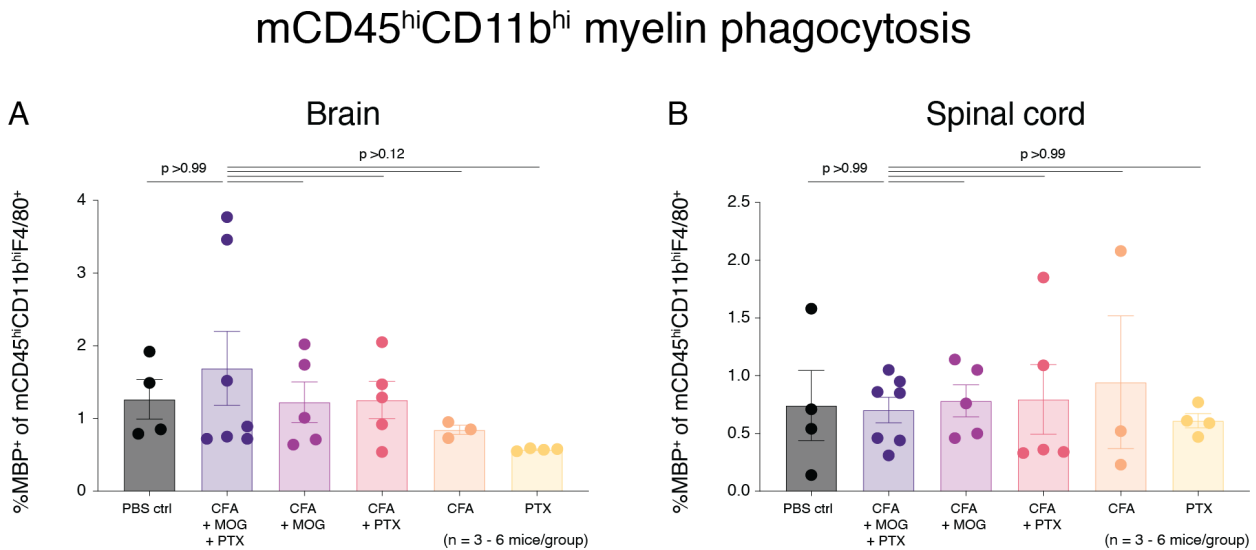 mCD45ʰⁱCD11bʰⁱ myelin phagocytosis
A
Brain
p >0.12
p >0.99
%MBP⁺ of mCD45ʰⁱCD11bʰⁱF4/80⁺
4
3
2
1
0
PBS ctrl
CFA
+ MOG
+ PTX
CFA
+ MOG
CFA
+ PTX
CFA
PTX
(n = 3 - 6 mice/group)
B
Spinal cord
p >0.99
p >0.99
%MBP⁺ of mCD45ʰⁱCD11bʰⁱF4/80⁺
2.5
2.0
1.5
1.0
0.5
0.0
PBS ctrl
CFA
+ MOG
+ PTX
CFA
+ MOG
CFA
+ PTX
CFA
PTX
(n = 3 - 6 mice/group)